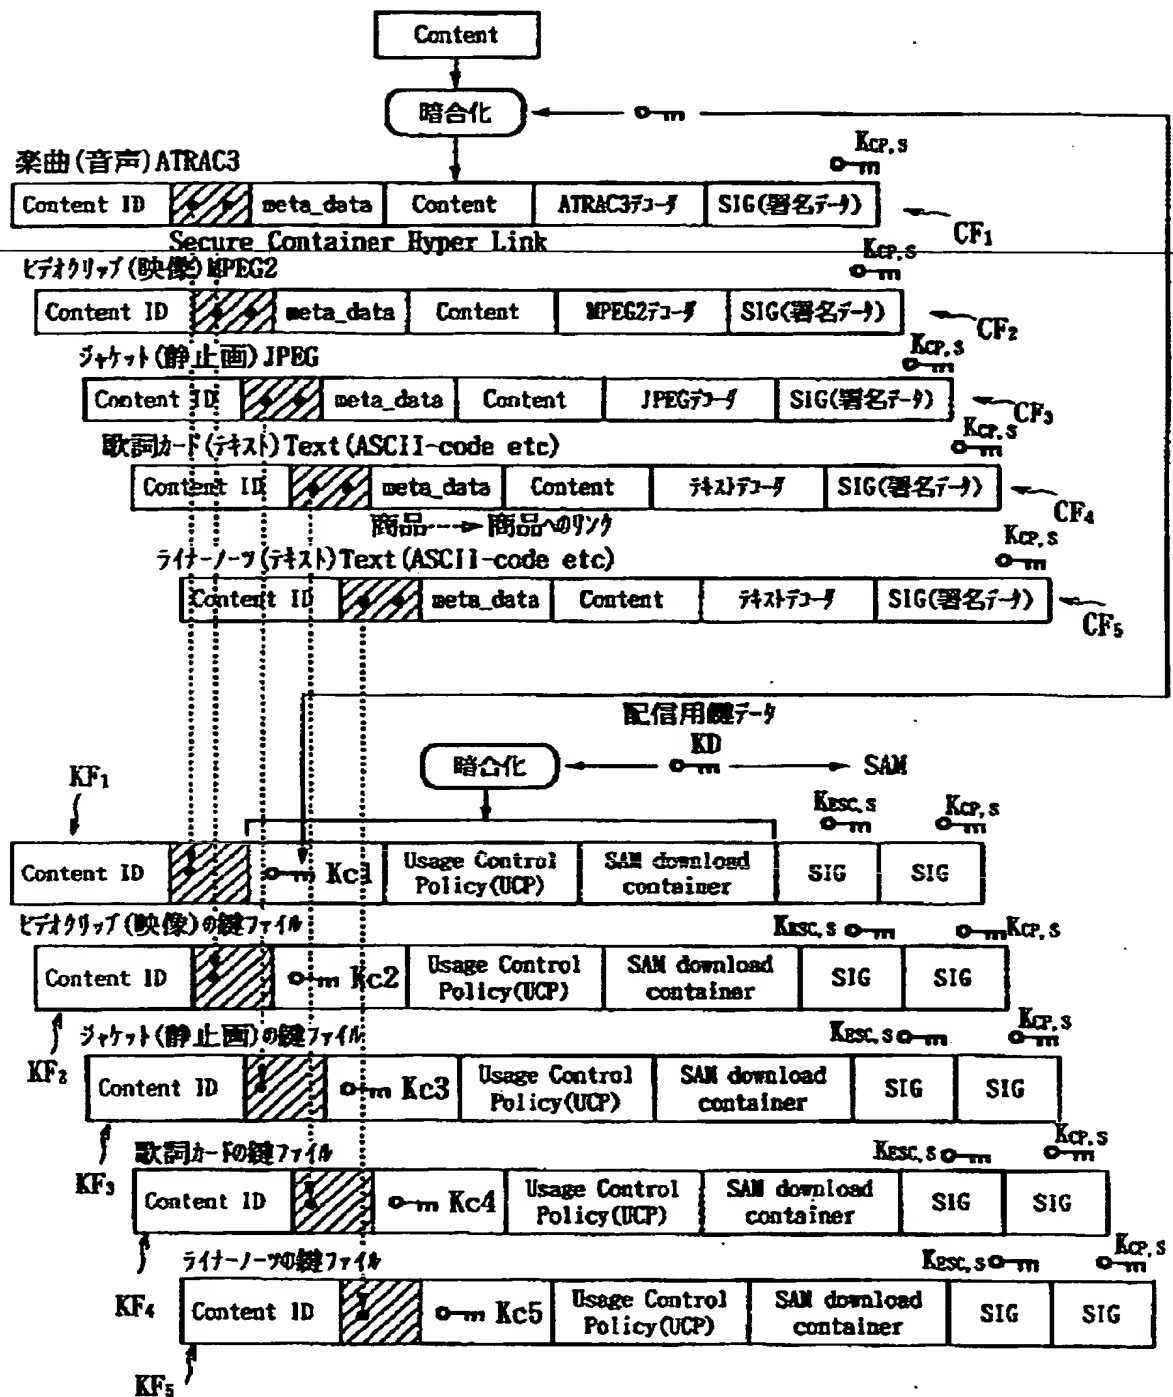 Content
暗合化
楽曲(音声)ATRAC3
KCP,S
Content ID meta_data Content ATRAC3デコーダ SIG(署名データ)
CF1
Secure Container Hyper Link
KCP,S
ビデオクリップ(映像)MPEG2
Content ID meta_data Content MPEG2デコーダ SIG(署名データ)
CF2
ジャケット(静止画)JPEG
KCP,S
Content ID meta_data Content JPEGデコーダ SIG(署名データ)
CF3
歌詞カード(テキスト)Text(ASCII-code etc)
KCP,S
Content ID meta_data Content テキストデコーダ SIG(署名データ)
CF4
商品---→商品へのリンク
KCP,S
ライナーノーツ(テキスト)Text(ASCII-code etc)
Content ID meta_data Content テキストデコーダ SIG(署名データ)
CF5
配信用鍵データ
KD
暗合化
SAM
KF1
KESC,S KCP,S
Content ID Kc1 Usage Control Policy(UCP) SAM download container SIG SIG
ビデオクリップ(映像)の鍵ファイル
KESC,S KCP,S
Content ID Kc2 Usage Control Policy(UCP) SAM download container SIG SIG
KF2
ジャケット(静止画)の鍵ファイル
KESC,S KCP,S
Content ID Kc3 Usage Control Policy(UCP) SAM download container SIG SIG
KF3
歌詞カードの鍵ファイル
KESC,S KCP,S
Content ID Kc4 Usage Control Policy(UCP) SAM download container SIG SIG
KF4
ライナーノーツの鍵ファイル
KESC,S KCP,S
Content ID Kc5 Usage Control Policy(UCP) SAM download container SIG SIG
KF5